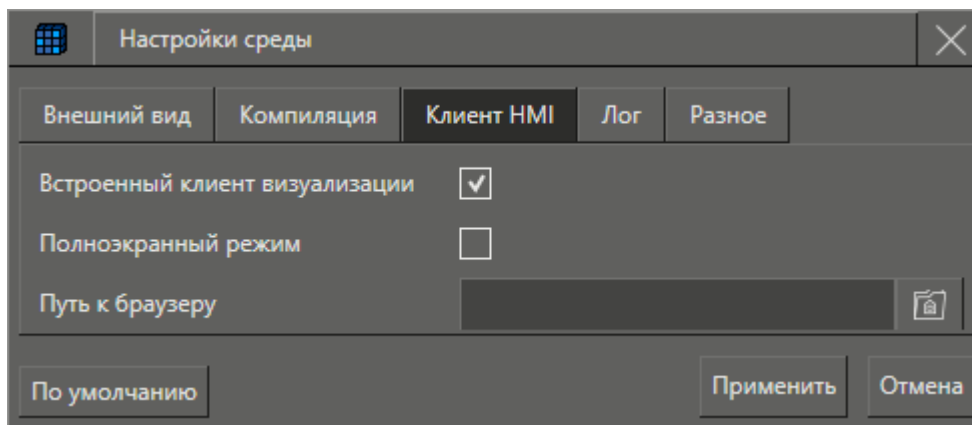 Настройки среды
Внешний вид Компиляция Клиент HMI Лог Разное
Встроенный клиент визуализации
Полноэкранный режим
Путь к браузеру
По умолчанию Применить Отмена